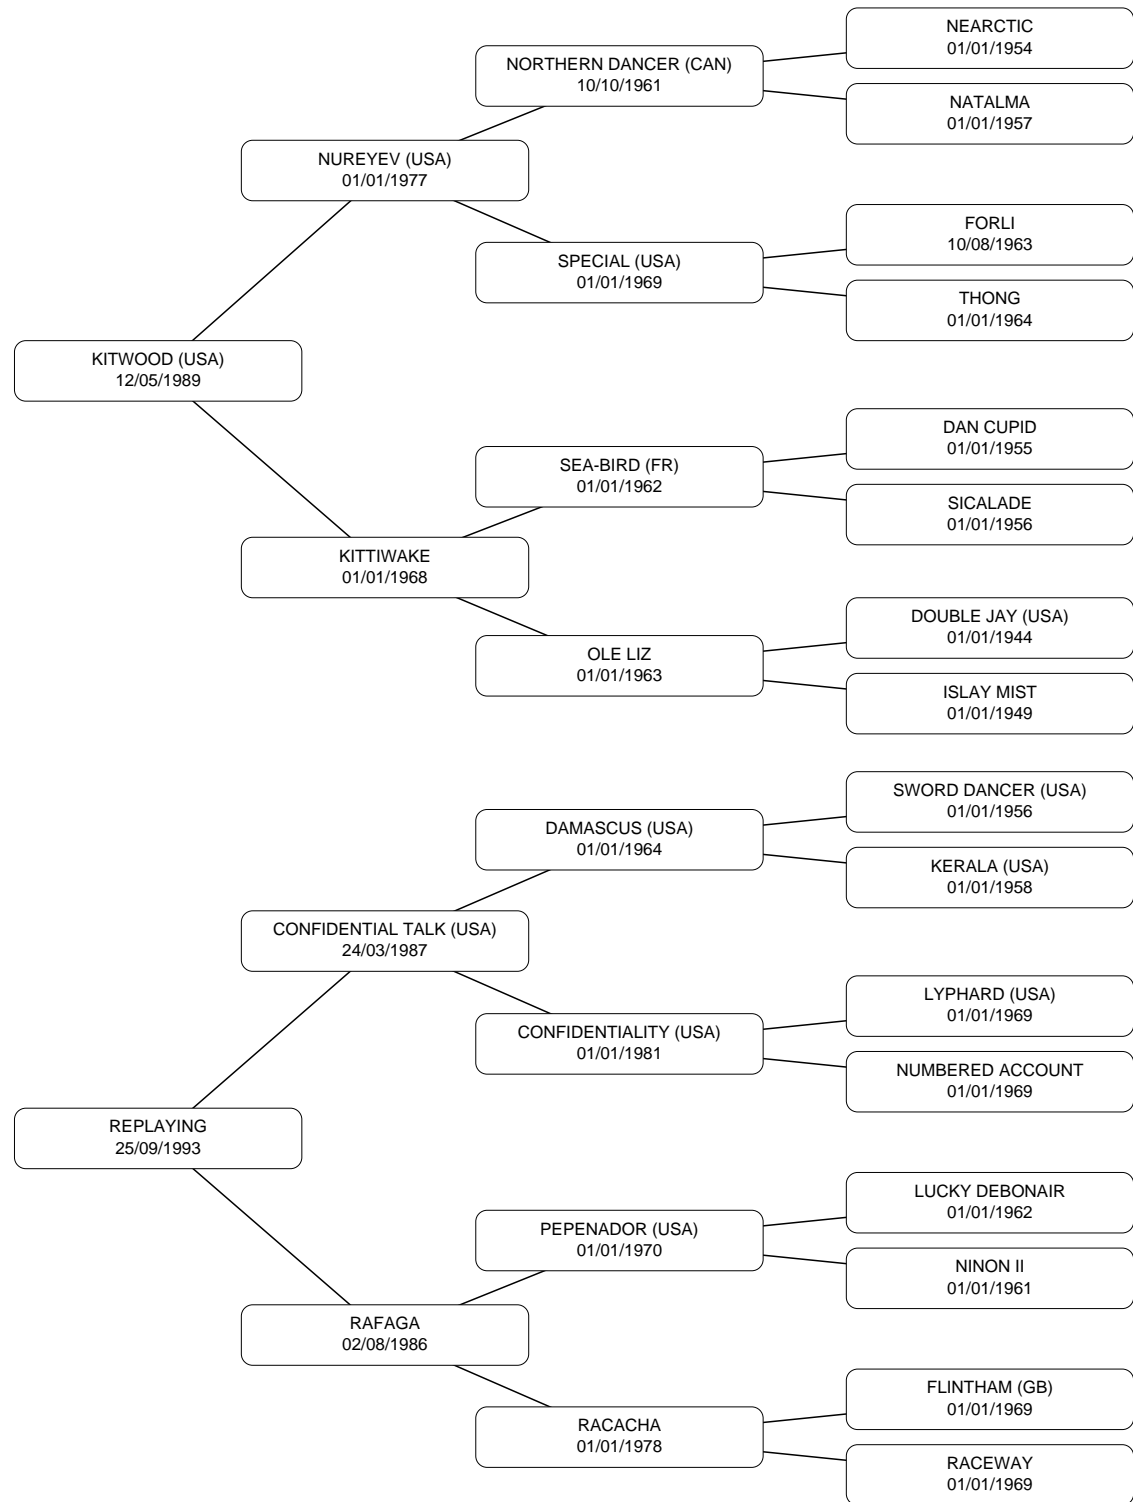 NEARCTIC
01/01/1954
NORTHERN DANCER (CAN)
10/10/1961
NATALMA
01/01/1957
NUREYEV (USA)
01/01/1977
FORLI
10/08/1963
SPECIAL (USA)
01/01/1969
THONG
01/01/1964
KITWOOD (USA)
12/05/1989
DAN CUPID
01/01/1955
SEA-BIRD (FR)
01/01/1962
SICALADE
01/01/1956
KITTIWAKE
01/01/1968
DOUBLE JAY (USA)
01/01/1944
OLE LIZ
01/01/1963
ISLAY MIST
01/01/1949
SWORD DANCER (USA)
01/01/1956
DAMASCUS (USA)
01/01/1964
KERALA (USA)
01/01/1958
CONFIDENTIAL TALK (USA)
24/03/1987
LYPHARD (USA)
01/01/1969
CONFIDENTIALITY (USA)
01/01/1981
NUMBERED ACCOUNT
01/01/1969
REPLAYING
25/09/1993
LUCKY DEBONAIR
01/01/1962
PEPENADOR (USA)
01/01/1970
NINON II
01/01/1961
RAFAGA
02/08/1986
FLINTHAM (GB)
01/01/1969
RACACHA
01/01/1978
RACEWAY
01/01/1969